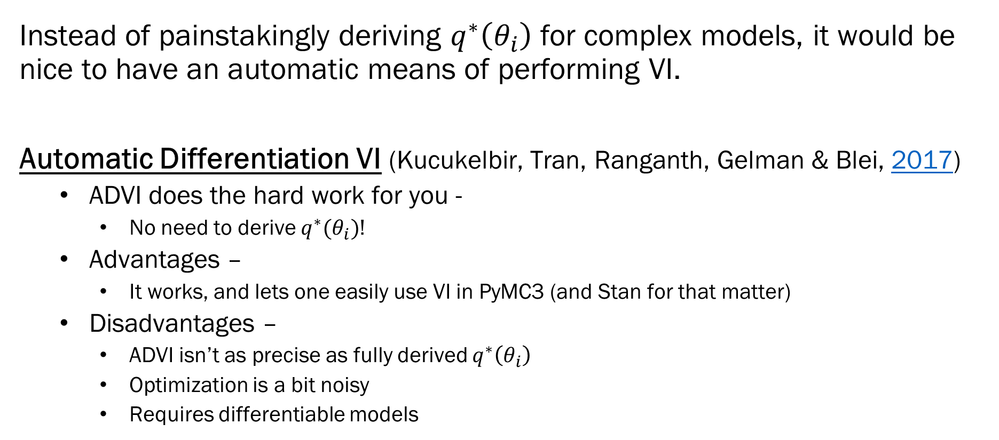 Instead of painstakingly deriving q*(θᵢ) for complex models, it would be
nice to have an automatic means of performing VI.
Automatic Differentiation VI (Kucukelbir, Tran, Ranganth, Gelman & Blei, 2017)
• ADVI does the hard work for you -
• No need to derive q*(θᵢ)!
• Advantages –
• It works, and lets one easily use VI in PyMC3 (and Stan for that matter)
• Disadvantages –
• ADVI isn’t as precise as fully derived q*(θᵢ)
• Optimization is a bit noisy
• Requires differentiable models